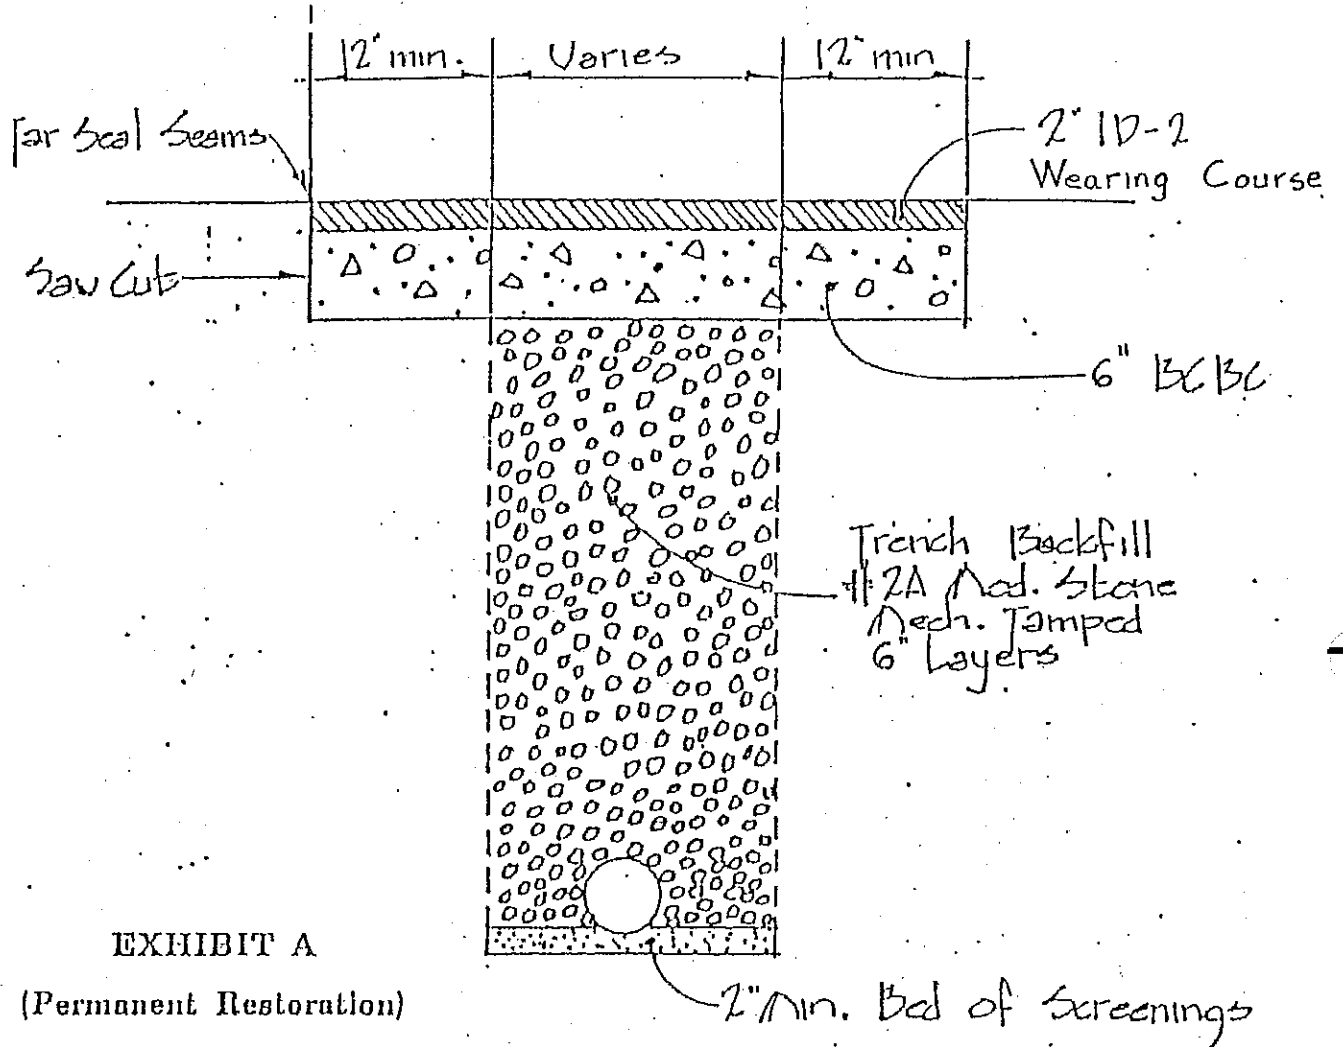 12" min.
Varies
12" min
Tar Seal Seams
2" ID-2
Wearing Course
Saw Cut
6" BCBC
Trench Backfill
# 2A Mod. Stone
Mech. Tamped
6" Layers
EXHIBIT A
(Permanent Restoration)
2" Min. Bed of Screenings